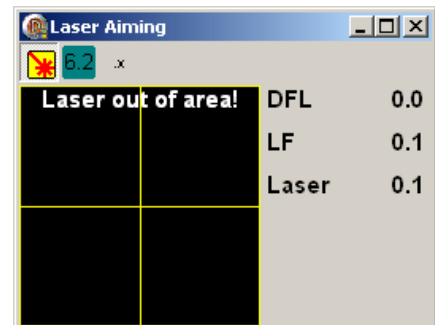 Laser Aiming
6.2 .x
Laser out of area!
DFL 0.0
LF 0.1
Laser 0.1